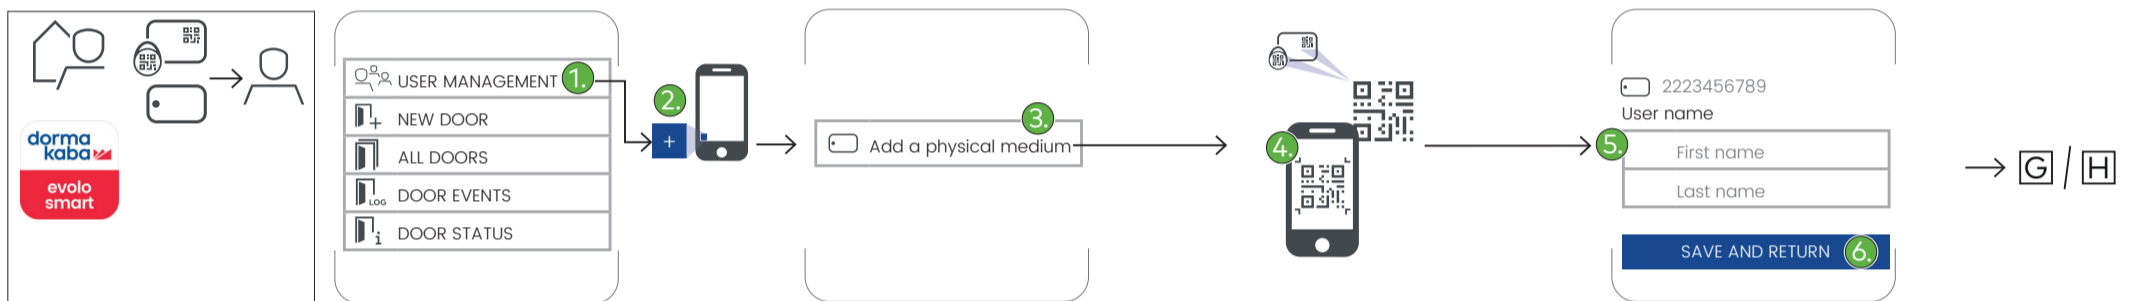 dorma
kaba
evolo
smart
USER MANAGEMENT
1.
NEW DOOR
ALL DOORS
LOG
DOOR EVENTS
i
DOOR STATUS
2.
+
3.
Add a physical medium
4.
2223456789
User name
5.
First name
Last name
SAVE AND RETURN
6.
G / H